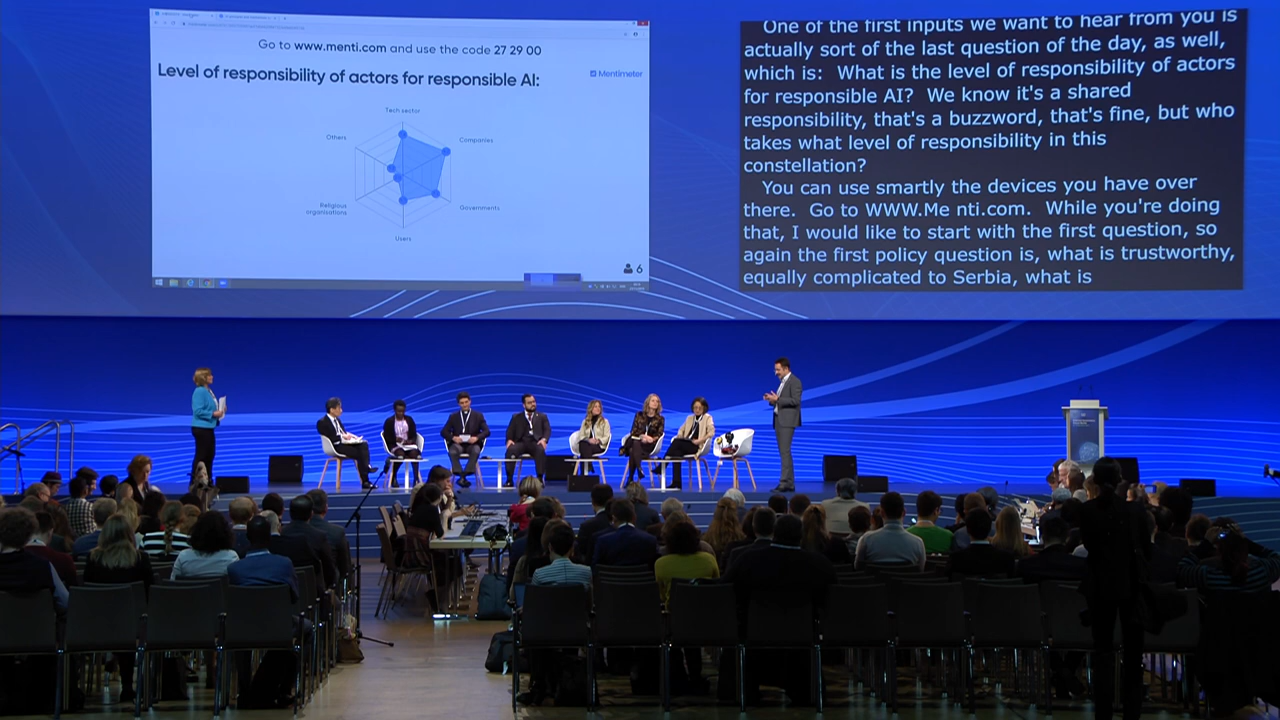 Go to www.menti.com and use the code 27 29 00
Level of responsibility of actors for responsible AI:
Mentimeter
Tech sector
Others
Companies
Religious
organisations
Governments
Users
6
One of the first inputs we want to hear from you is
actually sort of the last question of the day, as well,
which is: What is the level of responsibility of actors
for responsible AI? We know it's a shared
responsibility, that's a buzzword, that's fine, but who
takes what level of responsibility in this
constellation?
You can use smartly the devices you have over
there. Go to WWW.Me nti.com. While you're doing
that, I would like to start with the first question, so
again the first policy question is, what is trustworthy,
equally complicated to Serbia, what is